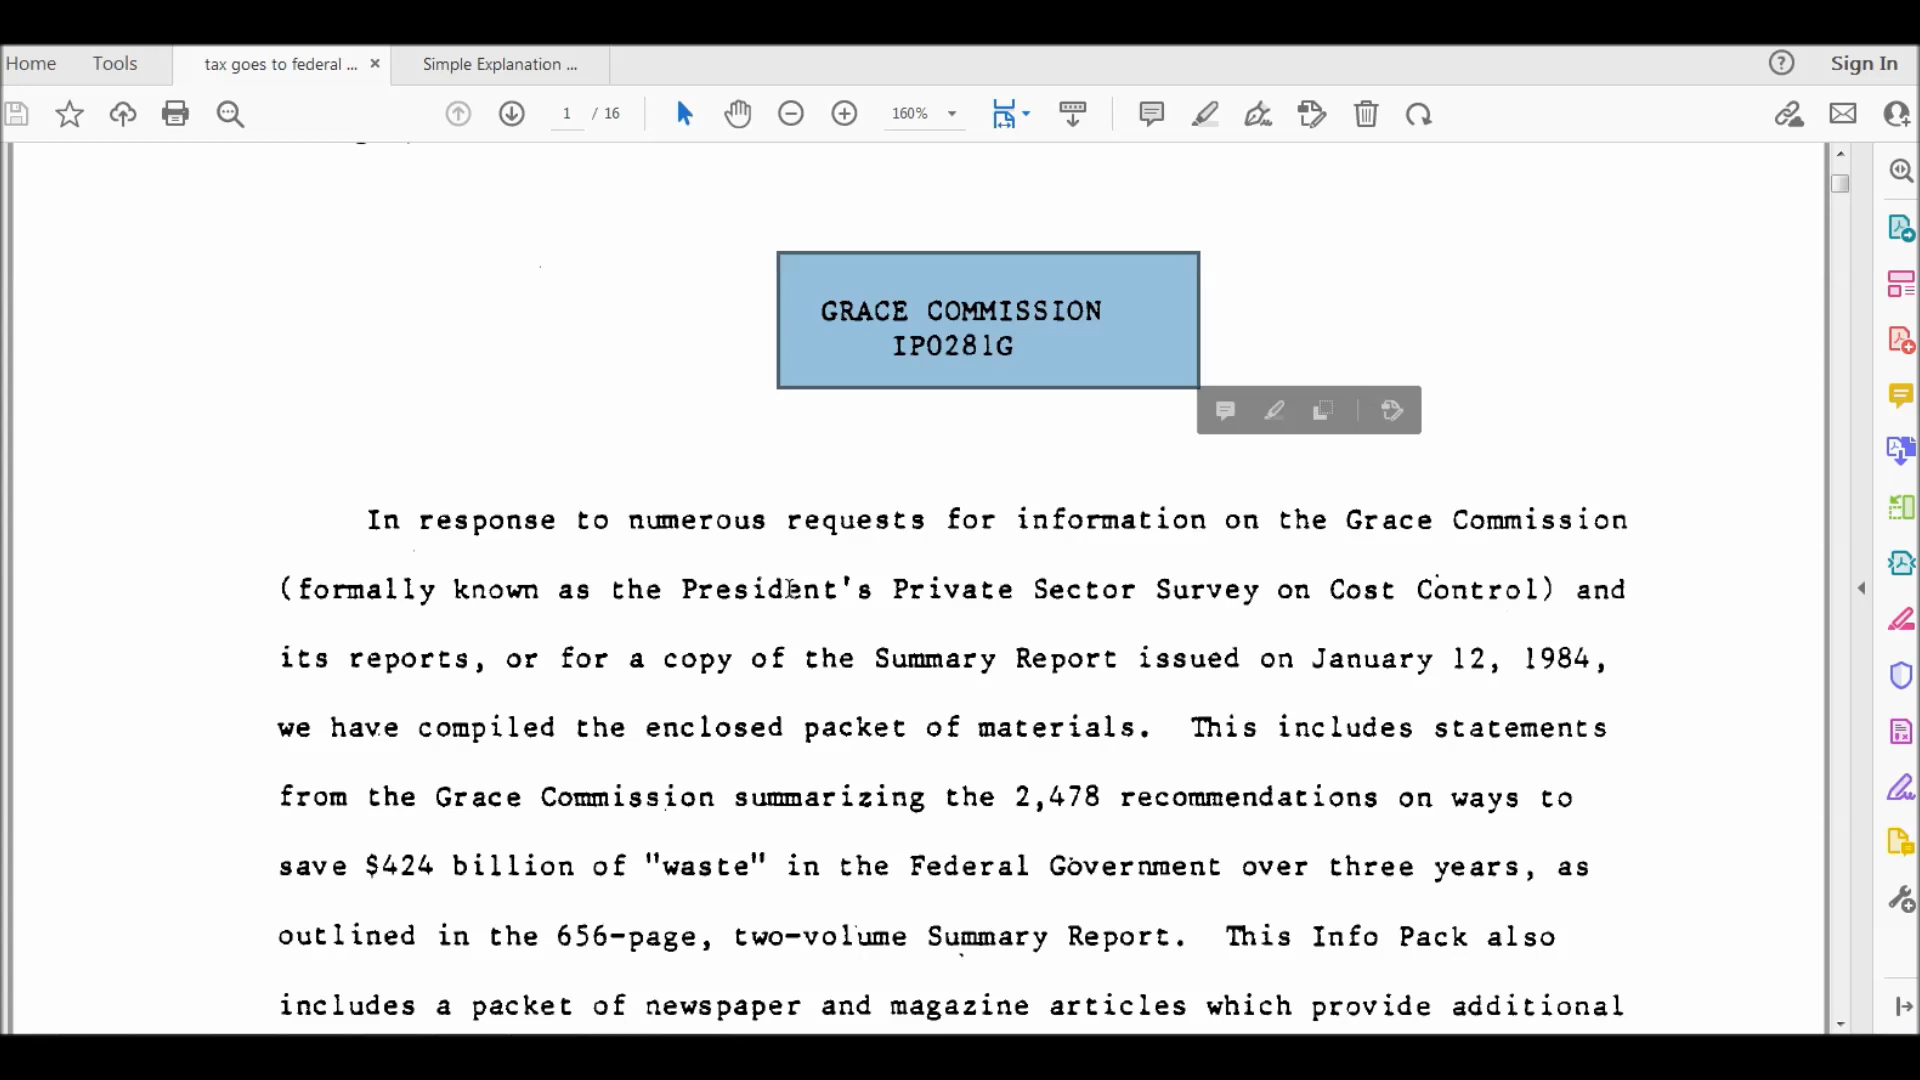 Home Tools tax goes to federal ... × Simple Explanation ... Sign In
1 / 16 160%
GRACE COMMISSION
IP0281G
In response to numerous requests for information on the Grace Commission
(formally known as the President's Private Sector Survey on Cost Control) and
its reports, or for a copy of the Summary Report issued on January 12, 1984,
we have compiled the enclosed packet of materials. This includes statements
from the Grace Commission summarizing the 2,478 recommendations on ways to
save $424 billion of "waste" in the Federal Government over three years, as
outlined in the 656-page, two-volume Summary Report. This Info Pack also
includes a packet of newspaper and magazine articles which provide additional